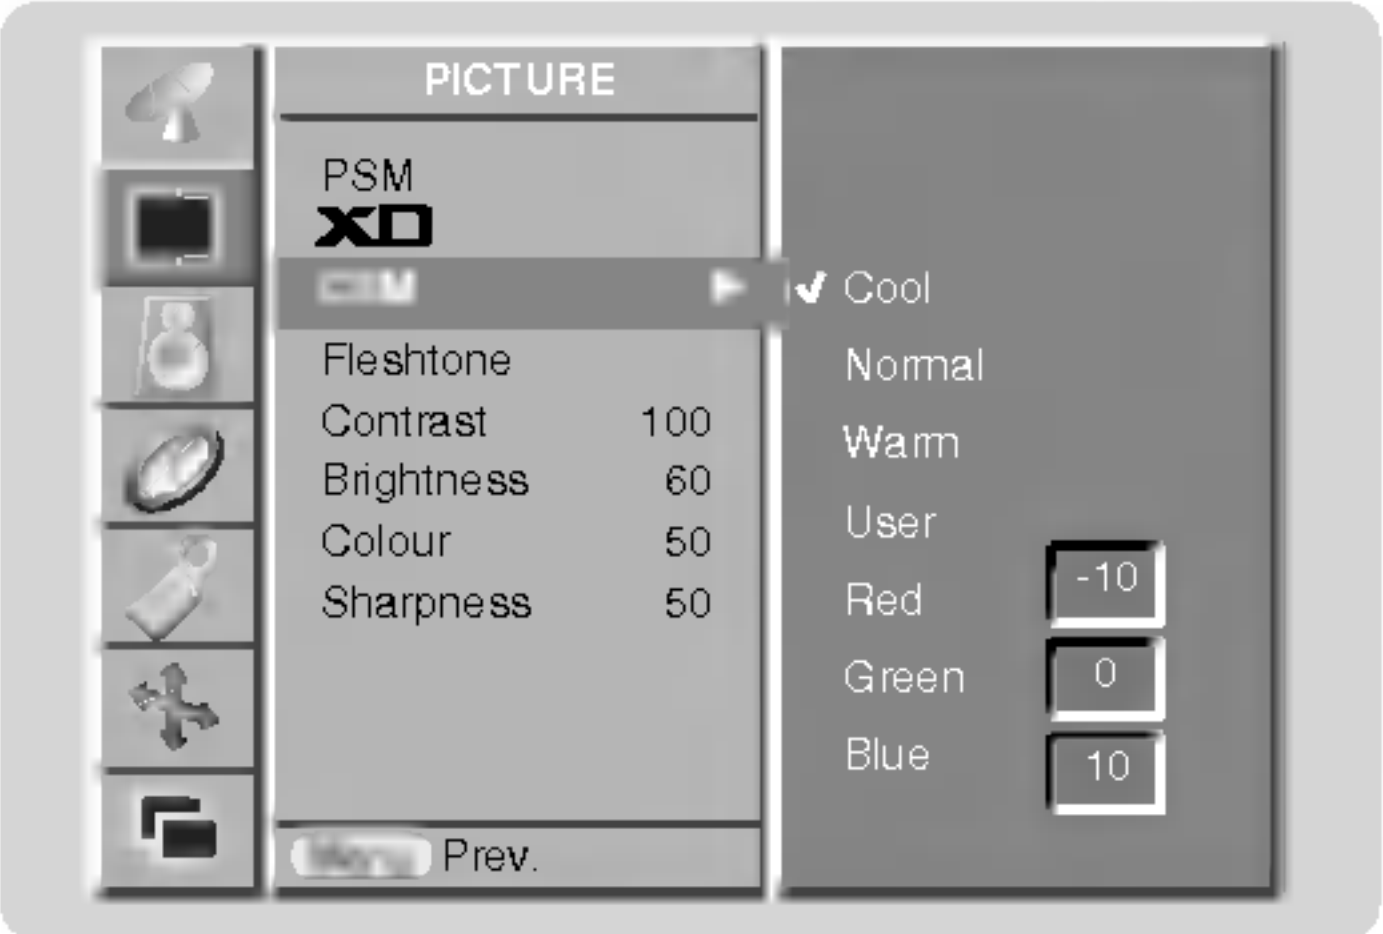 PICTURE
PSM
XD
Fleshtone
Contrast 100
Brightness 60
Colour 50
Sharpness 50
Prev.
Cool
Normal
Warm
User
Red -10
Green 0
Blue 10